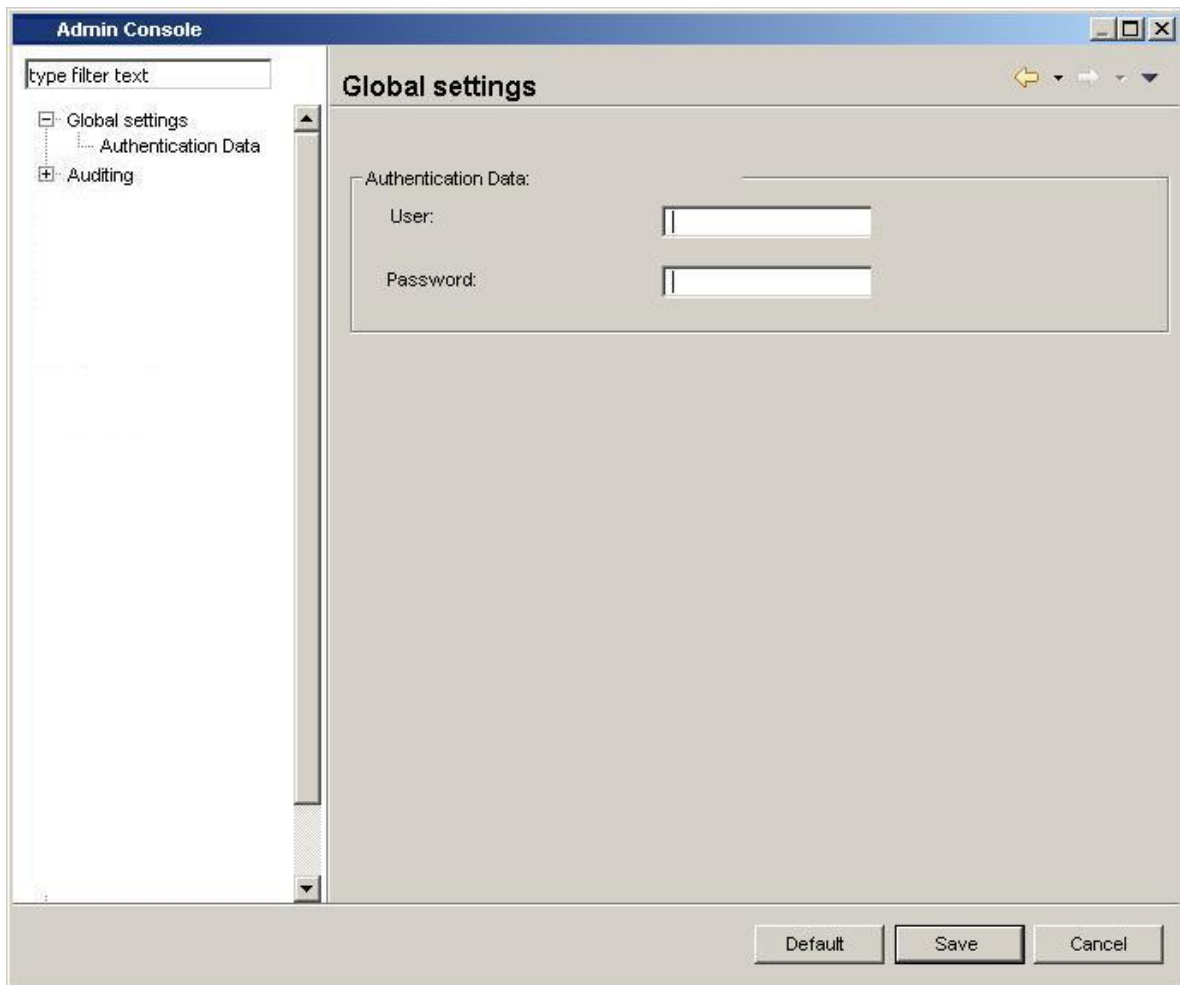 Admin Console
type filter text
Global settings
Authentication Data
Auditing
Global settings
Authentication Data:
User:
Password:
Default
Save
Cancel